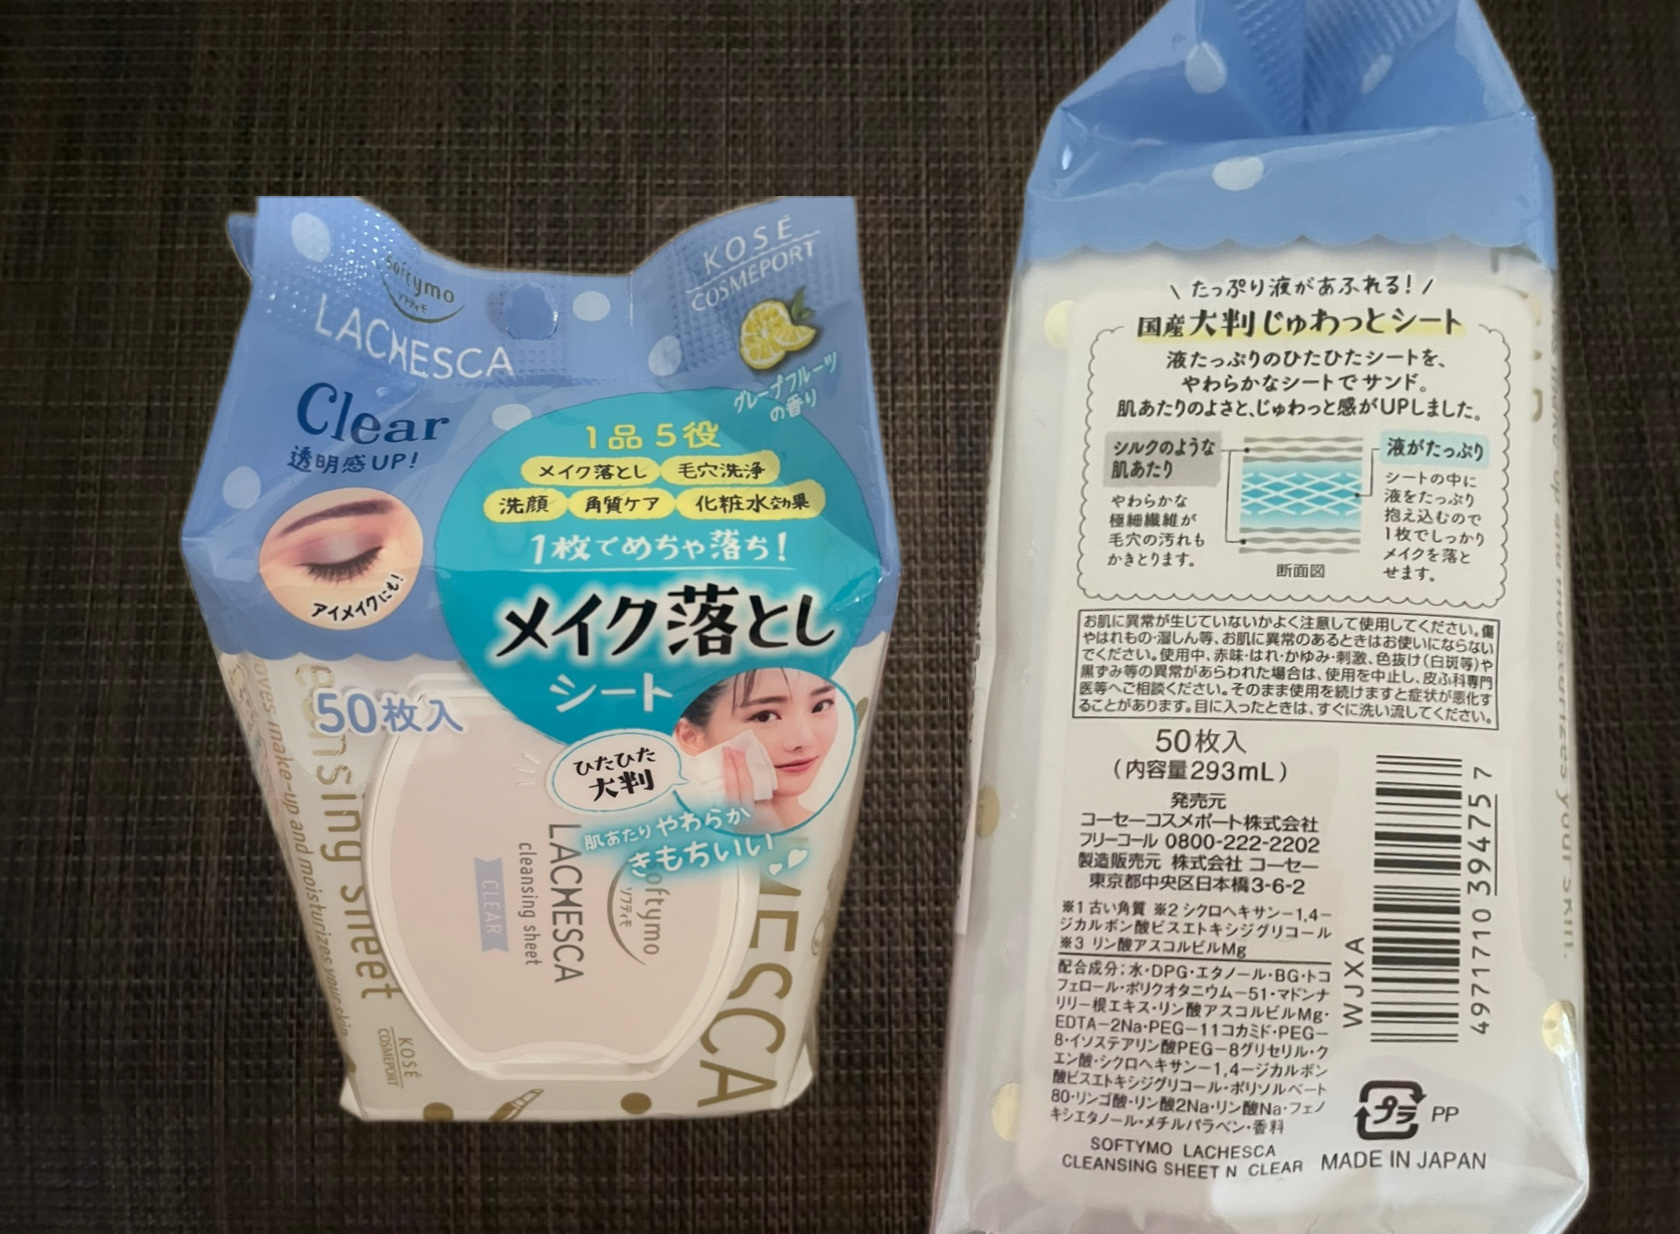 Softymo
ソフティモ
LACHESCA
KOSÉ
COSMEPORT
グレープフルーツ
の香り
Clear
透明感UP!
アイメイクにも!
1品5役
メイク落とし 毛穴洗浄
洗顔 角質ケア 化粧水効果
1枚でめちゃ落ち!
メイク落とし
シート
50枚入
ひたひた
大判
肌あたりやわらか
きもちいい
LACHESCA
cleansing sheet
CLEAR
softymo
ソフティモ
KOSÉ
COSMEPORT
\ たっぷり液があふれる! /
国産大判じゅわっとシート
液たっぷりのひたひたシートを、
やわらかなシートでサンド。
肌あたりのよさと、じゅわっと感がUPしました。
シルクのような
肌あたり
やわらかな
極細繊維が
毛穴の汚れも
かきとります。
液がたっぷり
シートの中に
液をたっぷり
抱え込むので
1枚でしっかり
メイクを落と
せます。
断面図
お肌に異常が生じていないかよく注意して使用してください。傷
やはれもの・湿しん等、お肌に異常のあるときはお使いにならない
でください。使用中、赤味・はれ・かゆみ・刺激、色抜け(白斑等)や
黒ずみ等の異常があらわれた場合は、使用を中止し、皮ふ科専門
医等へご相談ください。そのまま使用を続けますと症状が悪化す
ることがあります。目に入ったときは、すぐに洗い流してください。
50枚入
(内容量293mL)
発売元
コーセーコスメポート株式会社
フリーコール 0800-222-2202
製造販売元 株式会社 コーセー
東京都中央区日本橋3-6-2
※1 古い角質 ※2 シクロヘキサン-1,4-
ジカルボン酸ビスエトキシジグリコール
※3 リン酸アスコルビルMg
配合成分;水・DPG・エタノール・BG・トコ
フェロール・ポリクオタニウム-51・マドンナ
リリー根エキス・リン酸アスコルビルMg・
EDTA-2Na・PEG-11コカミド・PEG-
8・イソステアリン酸PEG-8グリセリル・ク
エン酸・シクロヘキサン-1,4-ジカルボン
酸ビスエトキシジグリコール・ポリソルベート
80・リンゴ酸・リン酸2Na・リン酸Na・フェノ
キシエタノール・メチルパラベン・香料
SOFTYMO LACHESCA
CLEANSING SHEET N CLEAR
WJXA
4971710394757
プラ PP
MADE IN JAPAN